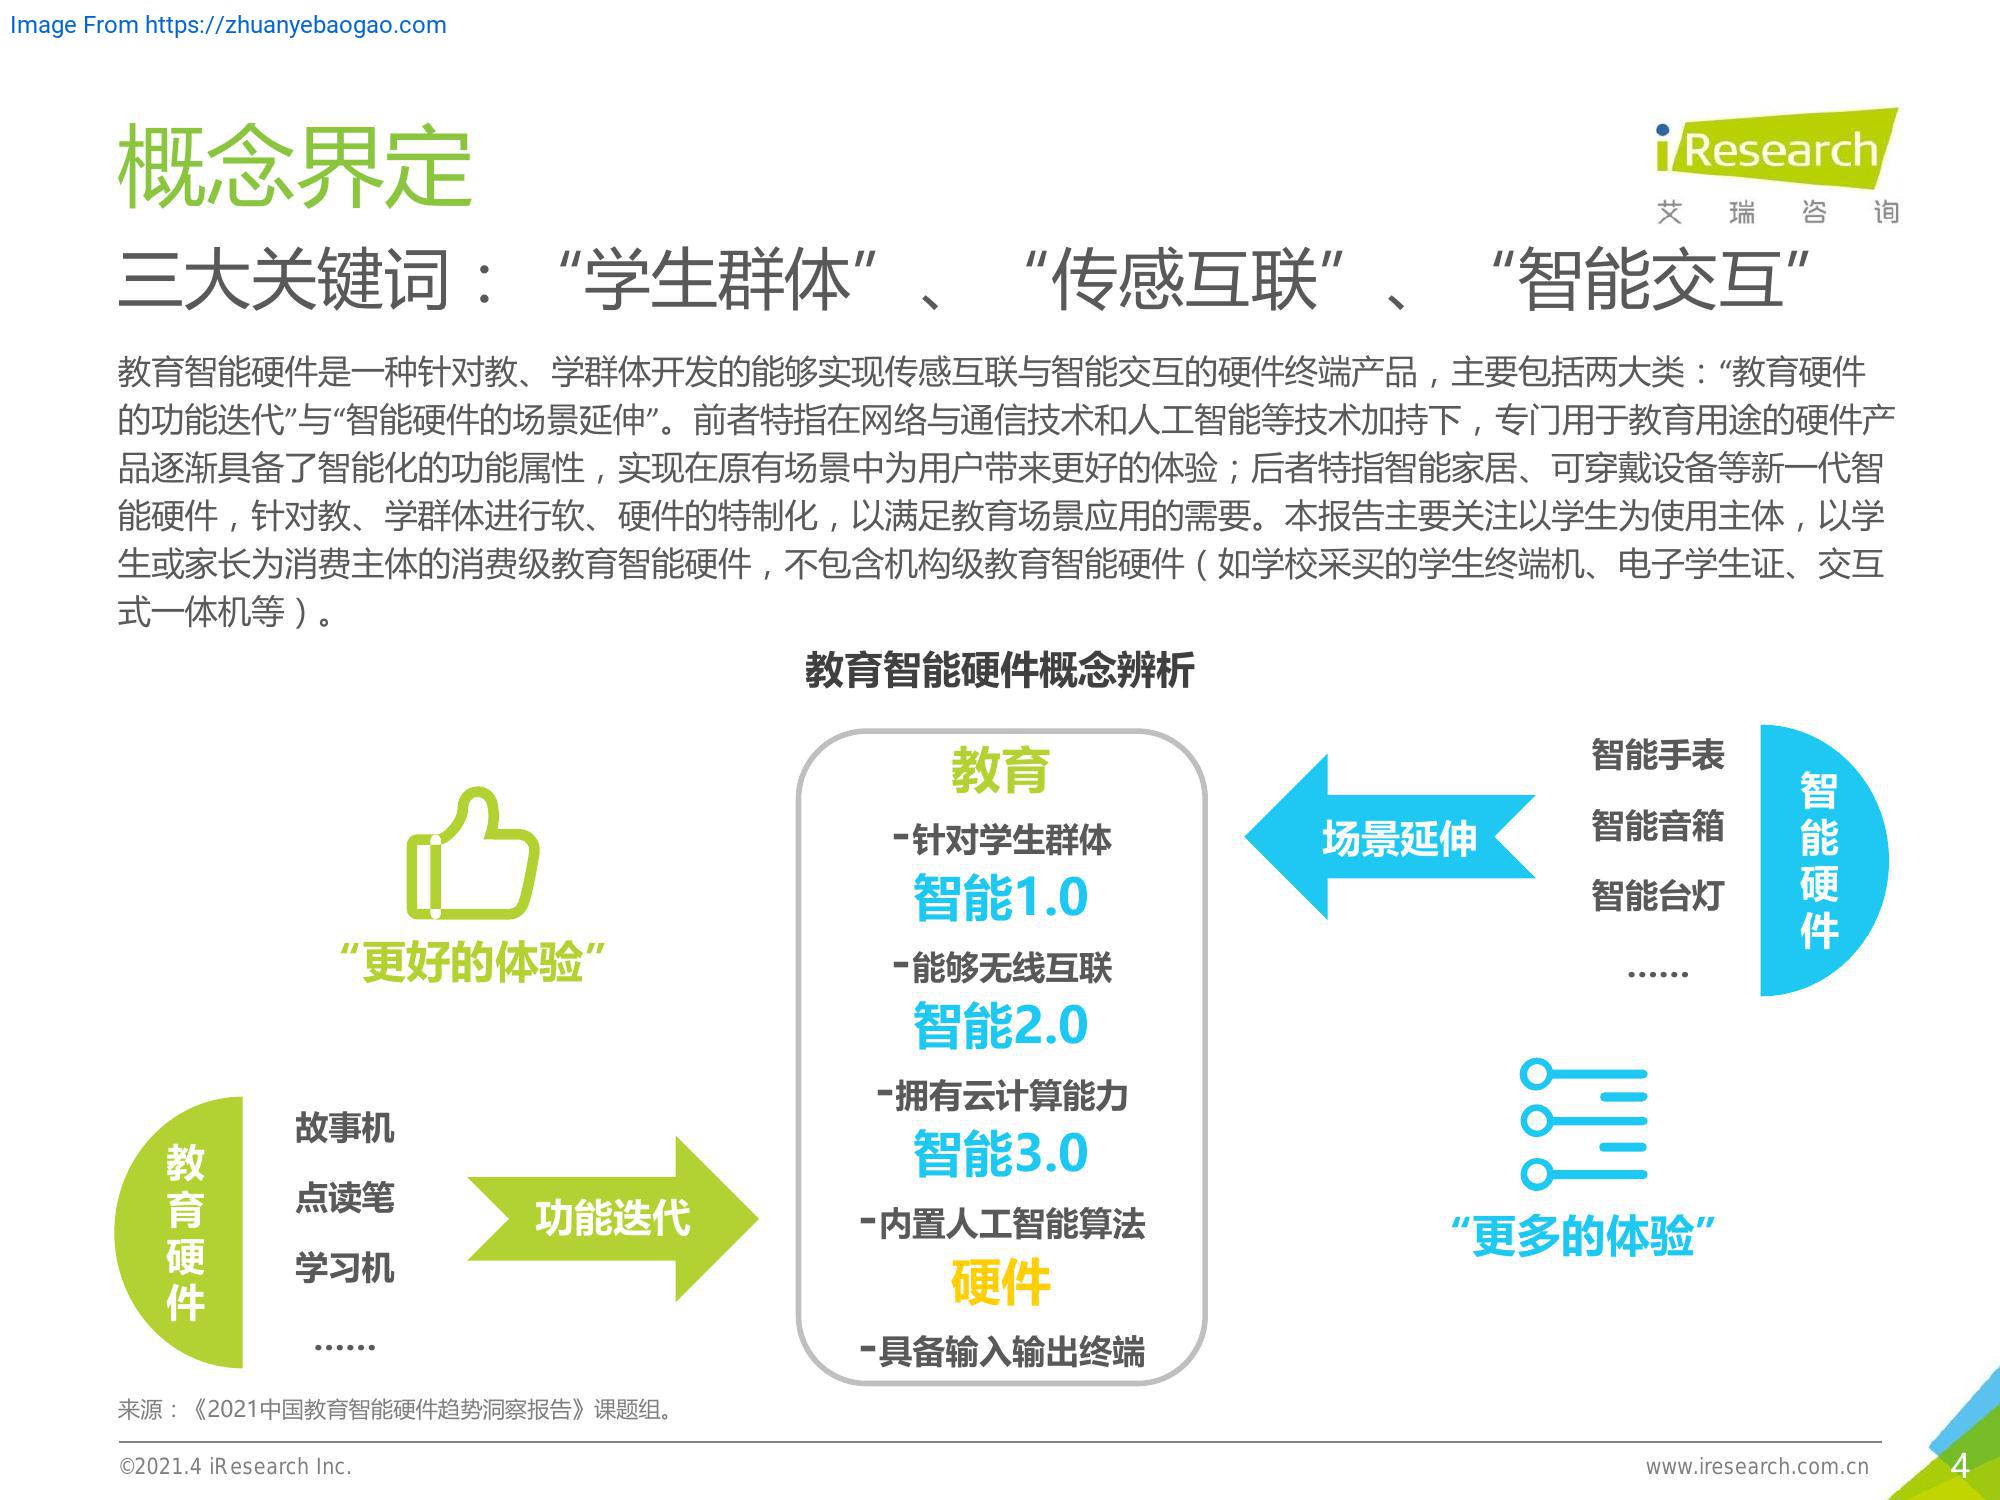 Image From https://zhuanyebaogao.com
概念界定
iResearch
艾瑞咨询
三大关键词：“学生群体”、“传感互联”、“智能交互”
教育智能硬件是一种针对教、学群体开发的能够实现传感互联与智能交互的硬件终端产品，主要包括两大类：“教育硬件
的功能迭代”与“智能硬件的场景延伸”。前者特指在网络与通信技术和人工智能等技术加持下，专门用于教育用途的硬件产
品逐渐具备了智能化的功能属性，实现在原有场景中为用户带来更好的体验；后者特指智能家居、可穿戴设备等新一代智
能硬件，针对教、学群体进行软、硬件的特制化，以满足教育场景应用的需要。本报告主要关注以学生为使用主体，以学
生或家长为消费主体的消费级教育智能硬件，不包含机构级教育智能硬件（如学校采买的学生终端机、电子学生证、交互
式一体机等）。
教育智能硬件概念辨析
“更好的体验”
教育硬件
故事机
点读笔
学习机
……
功能迭代
教育
-针对学生群体
智能1.0
-能够无线互联
智能2.0
-拥有云计算能力
智能3.0
-内置人工智能算法
硬件
-具备输入输出终端
场景延伸
智能手表
智能音箱
智能台灯
……
智能硬件
“更多的体验”
来源：《2021中国教育智能硬件趋势洞察报告》课题组。
©2021.4 iResearch Inc.
www.iresearch.com.cn
4